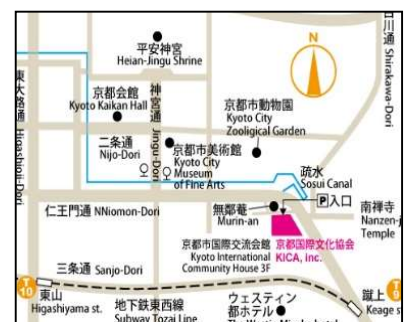 N
平安神宮
Heian-Jingu Shrine
白川通 Shirakawa-Dori
東大路通 Higashioji-Dori
京都会館
Kyoto Kaikan Hall
神宮通 Jingu-Dori
京都市動物園
Kyoto City
Zooligical Garden
二条通
Nijo-Dori
京都市美術館
Kyoto City
Museum
of Fine Arts
疏水
Sosui Canal
P入口
仁王門通 NNiomon-Dori
無鄰菴
Murin-an
南禅寺
Nanzen-j
Temple
京都市国際交流会館
Kyoto International
Community House 3F
京都国際文化協会
KICA, inc.
三条通 Sanjo-Dori
T
10
東山
Higashiyama st.
地下鉄東西線
Subway Tozai Line
ウェスティン
都ホテル
T
9
蹴上
Keage s